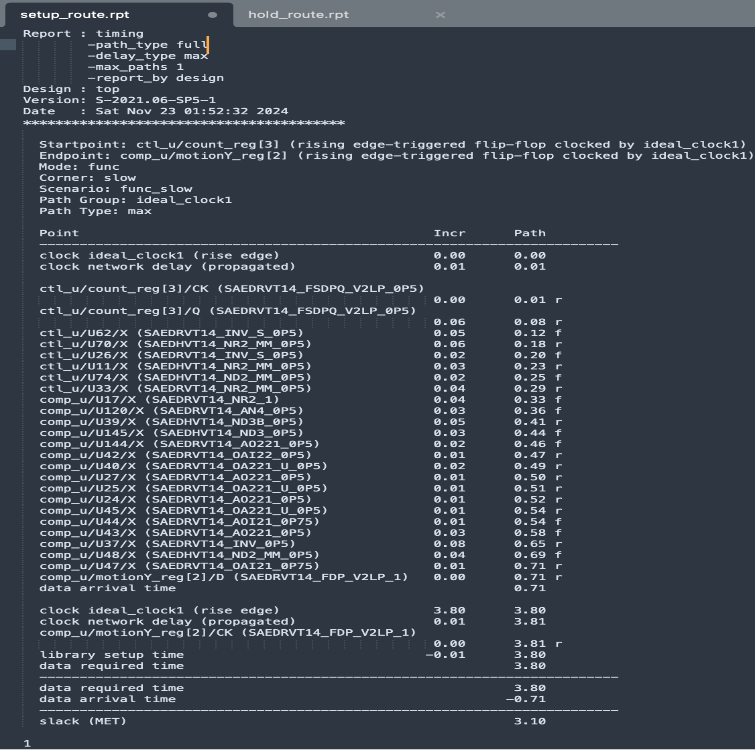 setup_route.rpt hold_route.rpt
Report : timing
-path_type full
-delay_type max
-max_paths 1
-report_by design
Design : top
Version: S-2021.06-SP5-1
Date : Sat Nov 23 01:52:32 2024
****************************************
Startpoint: ctl_u/count_reg[3] (rising edge-triggered flip-flop clocked by ideal_clock1)
Endpoint: comp_u/motionY_reg[2] (rising edge-triggered flip-flop clocked by ideal_clock1)
Mode: func
Corner: slow
Scenario: func_slow
Path Group: ideal_clock1
Path Type: max
Point Incr Path
--------------------------------------------------------------------------------
clock ideal_clock1 (rise edge) 0.00 0.00
clock network delay (propagated) 0.01 0.01
ctl_u/count_reg[3]/CK (SAEDRVT14_FSDPQ_V2LP_0P5)
0.00 0.01 r
ctl_u/count_reg[3]/Q (SAEDRVT14_FSDPQ_V2LP_0P5)
0.06 0.08 r
ctl_u/U62/X (SAEDRVT14_INV_S_0P5) 0.05 0.12 f
ctl_u/U70/X (SAEDHVT14_NR2_MM_0P5) 0.06 0.18 r
ctl_u/U26/X (SAEDRVT14_INV_S_0P5) 0.02 0.20 f
ctl_u/U11/X (SAEDHVT14_NR2_MM_0P5) 0.03 0.23 r
ctl_u/U74/X (SAEDRVT14_ND2_MM_0P5) 0.02 0.25 f
ctl_u/U33/X (SAEDRVT14_NR2_MM_0P5) 0.04 0.29 r
comp_u/U17/X (SAEDRVT14_NR2_1) 0.04 0.33 f
comp_u/U120/X (SAEDRVT14_AN4_0P5) 0.03 0.36 f
comp_u/U39/X (SAEDHVT14_ND3B_0P5) 0.05 0.41 r
comp_u/U145/X (SAEDHVT14_ND3_0P5) 0.03 0.44 f
comp_u/U144/X (SAEDRVT14_AO221_0P5) 0.02 0.46 f
comp_u/U42/X (SAEDRVT14_OAI22_0P5) 0.01 0.47 r
comp_u/U40/X (SAEDRVT14_OA221_U_0P5) 0.02 0.49 r
comp_u/U27/X (SAEDRVT14_AO221_0P5) 0.01 0.50 r
comp_u/U25/X (SAEDRVT14_OA221_U_0P5) 0.01 0.51 r
comp_u/U24/X (SAEDRVT14_AO221_0P5) 0.01 0.52 r
comp_u/U45/X (SAEDRVT14_OA221_U_0P5) 0.01 0.54 r
comp_u/U44/X (SAEDRVT14_AOI21_0P75) 0.01 0.54 f
comp_u/U43/X (SAEDRVT14_AO221_0P5) 0.03 0.58 f
comp_u/U37/X (SAEDRVT14_INV_0P5) 0.08 0.65 r
comp_u/U48/X (SAEDHVT14_ND2_MM_0P5) 0.04 0.69 f
comp_u/U47/X (SAEDRVT14_OAI21_0P75) 0.01 0.71 r
comp_u/motionY_reg[2]/D (SAEDRVT14_FDP_V2LP_1) 0.00 0.71 r
data arrival time 0.71
clock ideal_clock1 (rise edge) 3.80 3.80
clock network delay (propagated) 0.01 3.81
comp_u/motionY_reg[2]/CK (SAEDRVT14_FDP_V2LP_1)
0.00 3.81 r
library setup time -0.01 3.80
data required time 3.80
--------------------------------------------------------------------------------
data required time 3.80
data arrival time -0.71
--------------------------------------------------------------------------------
slack (MET) 3.10
1